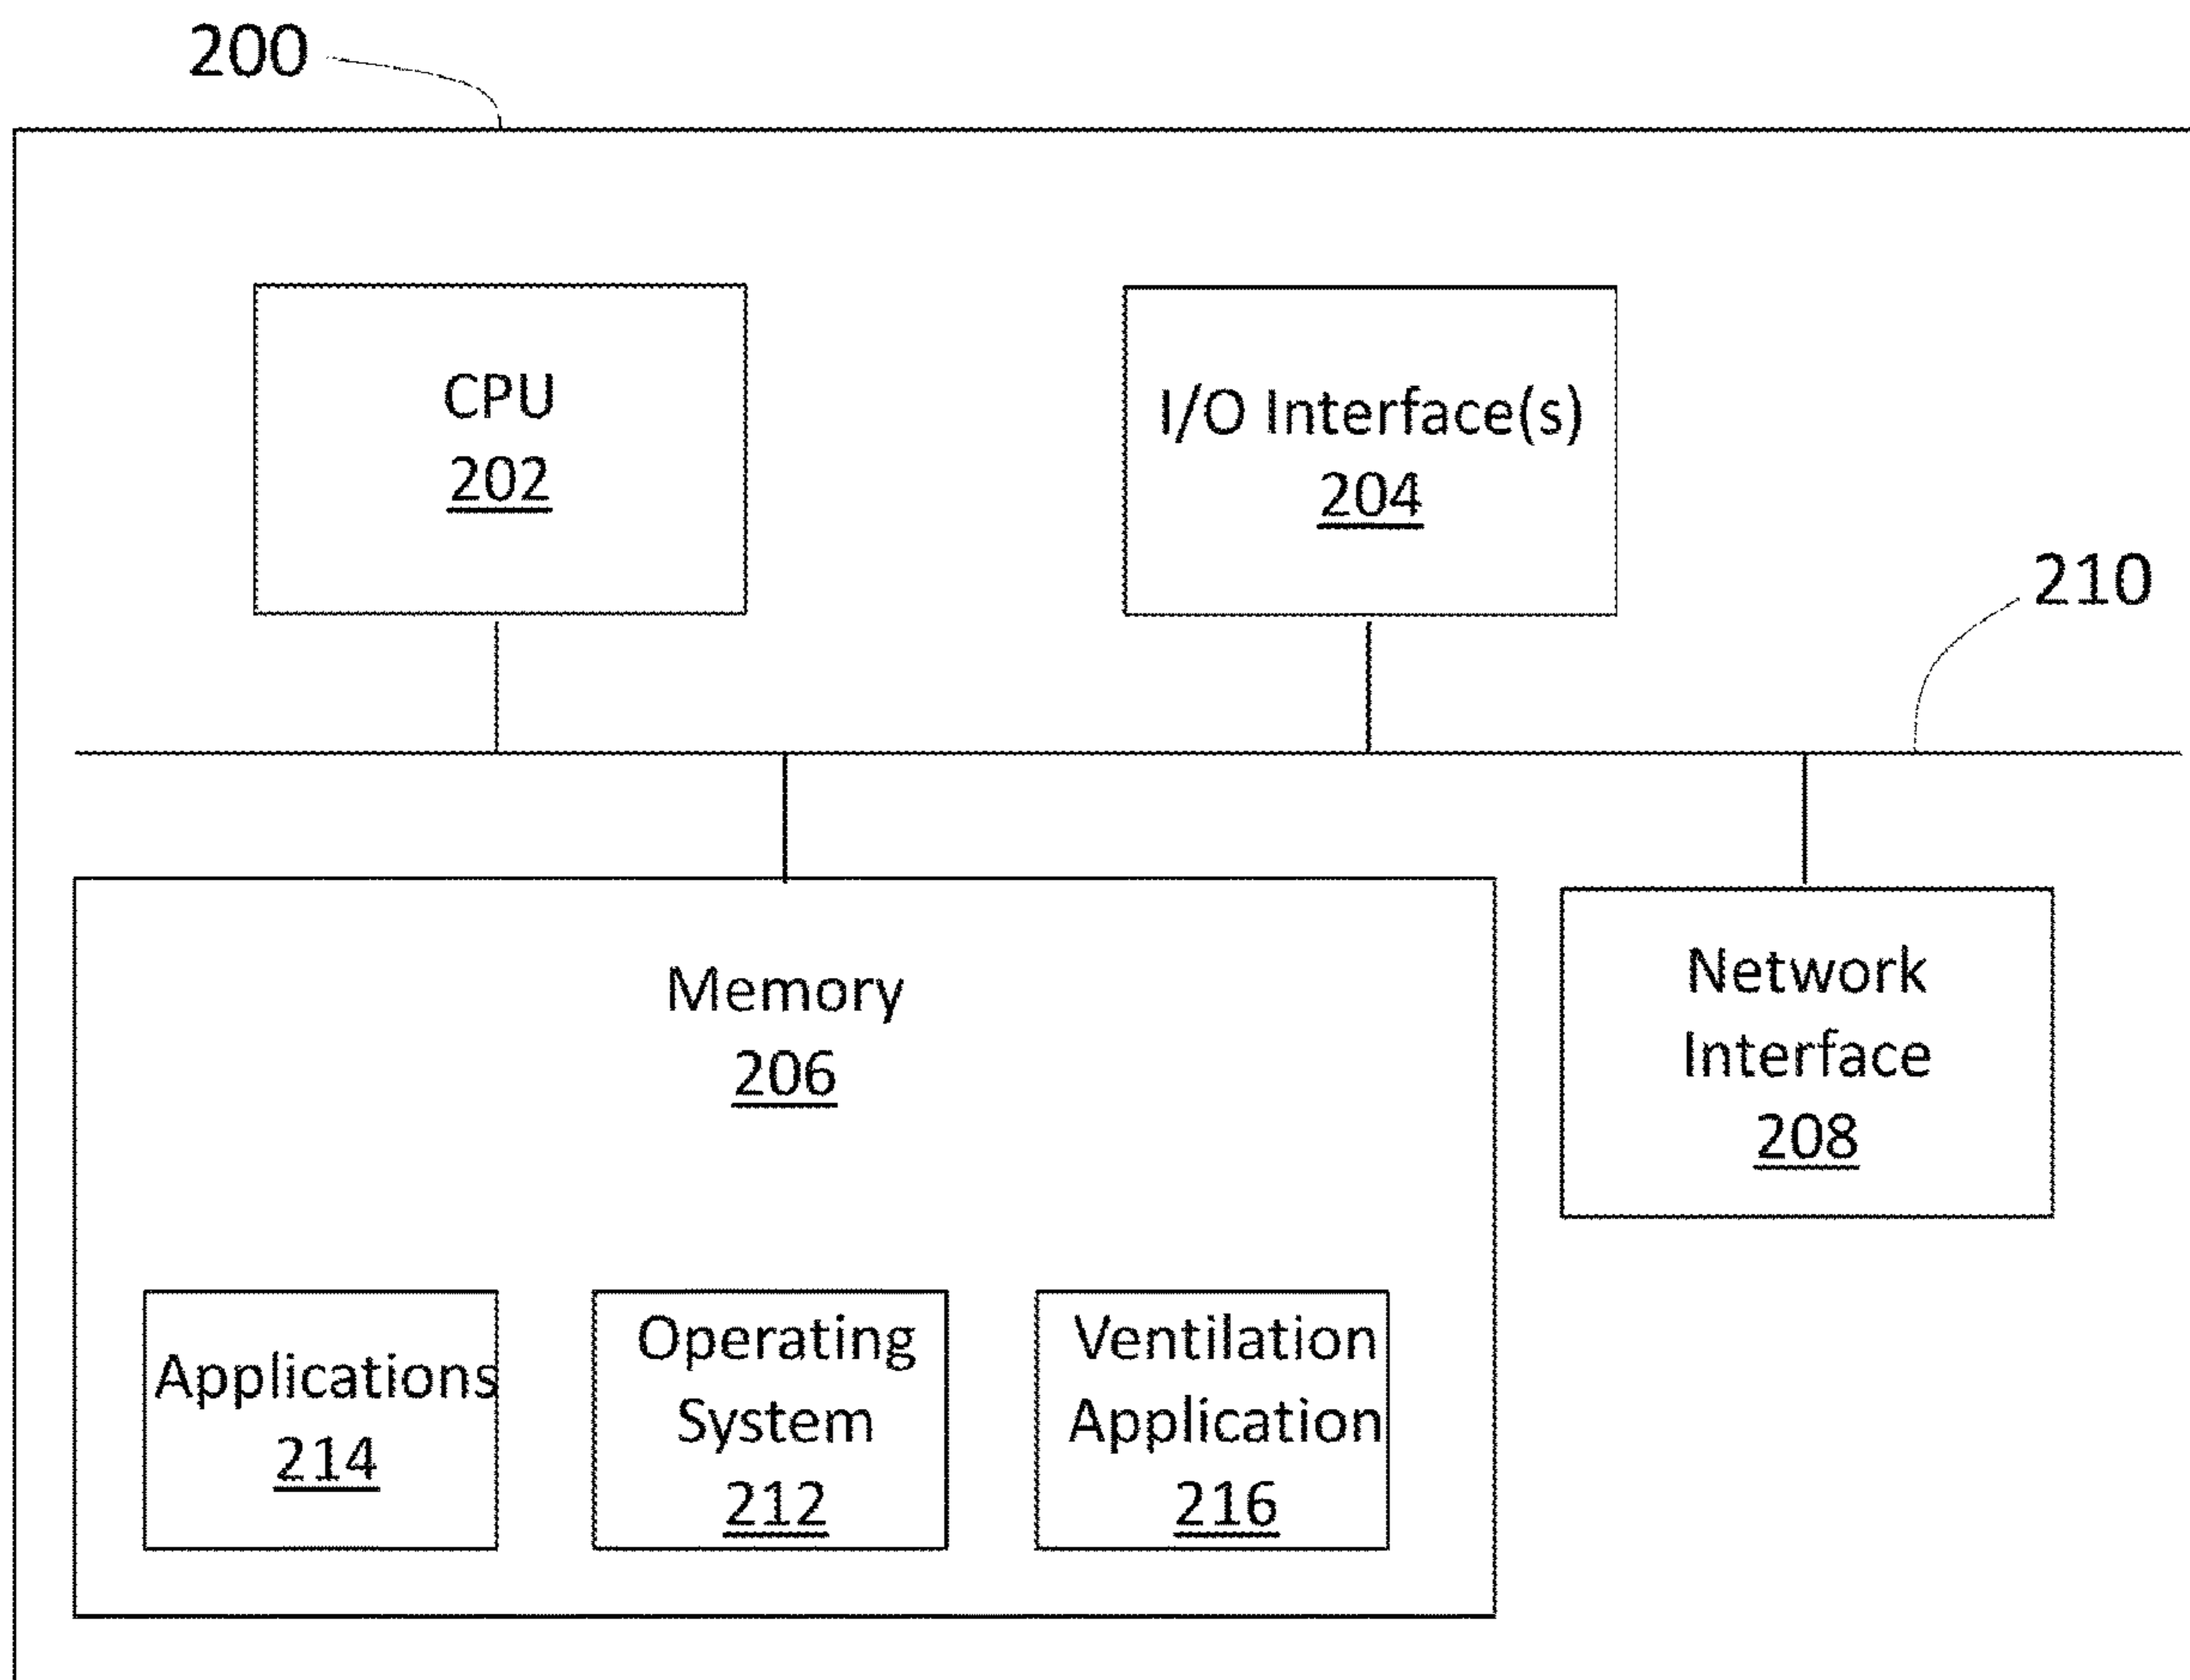 200
CPU
202
I/O Interface(s)
204
210
Memory
206
Network
Interface
208
Applications
214
Operating
System
212
Ventilation
Application
216